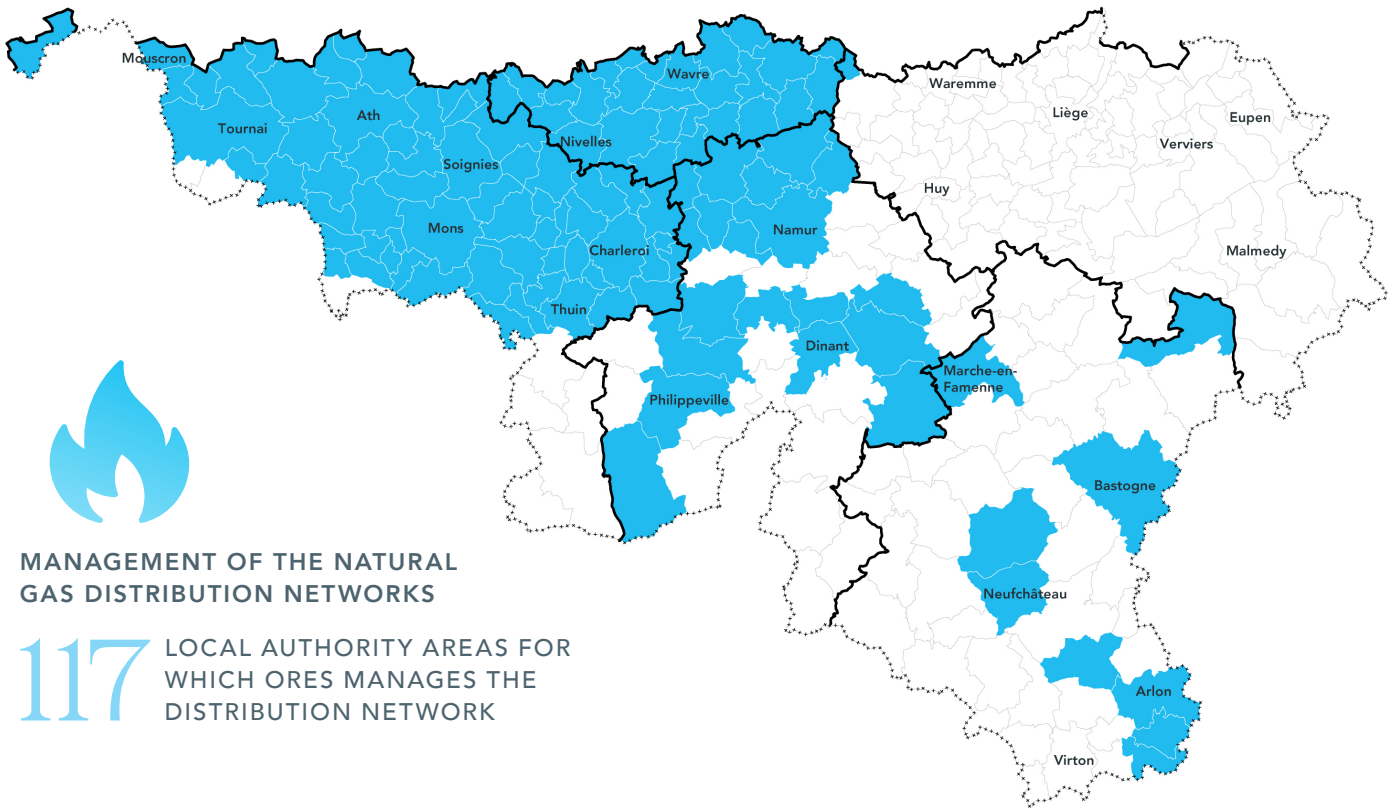 Mouscron
Wavre
Waremme
Ath
Liège
Eupen
Tournai
Nivelles
Verviers
Soignies
Huy
Mons
Namur
Charleroi
Malmedy
Thuin
Dinant
Marche-en-
Famenne
Philippeville
Bastogne
Neufchâteau
Arlon
Virton
MANAGEMENT OF THE NATURAL
GAS DISTRIBUTION NETWORKS
117
LOCAL AUTHORITY AREAS FOR
WHICH ORES MANAGES THE
DISTRIBUTION NETWORK